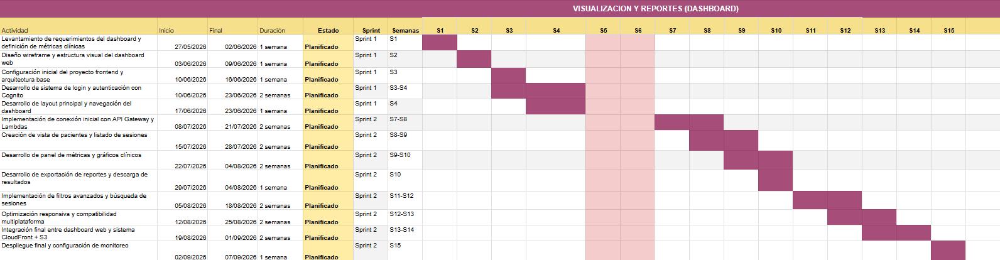 VISUALIZACION Y REPORTES (DASHBOARD)
Actividad Inicio Final Duración Estado Sprint Semanas S1 S2 S3 S4 S5 S6 S7 S8 S9 S10 S11 S12 S13 S14 S15
Levantamiento de requerimientos del dashboard y
definición de métricas clínicas 27/05/2026 02/06/2026 1 semana Planificado Sprint 1 S1
Diseño wireframe y estructura visual del dashboard
web 03/06/2026 09/06/2026 1 semana Planificado Sprint 1 S2
Configuración inicial del proyecto frontend y
arquitectura base 10/06/2026 16/06/2026 1 semana Planificado Sprint 1 S3
Desarrollo de sistema de login y autenticación con
Cognito 10/06/2026 23/06/2026 2 semanas Planificado Sprint 1 S3-S4
Desarrollo de layout principal y navegación del
dashboard 17/06/2026 23/06/2026 1 semana Planificado Sprint 1 S4
Implementación de conexión inicial con API Gateway y
Lambdas 08/07/2026 21/07/2026 2 semanas Planificado Sprint 2 S7-S8
Creación de vista de pacientes y listado de sesiones 15/07/2026 28/07/2026 2 semanas Planificado Sprint 2 S8-S9
Desarrollo de panel de métricas y gráficos clínicos 22/07/2026 04/08/2026 2 semanas Planificado Sprint 2 S9-S10
Desarrollo de exportación de reportes y descarga de
resultados 29/07/2026 04/08/2026 1 semana Planificado Sprint 2 S10
Implementación de filtros avanzados y búsqueda de
sesiones 05/08/2026 18/08/2026 2 semanas Planificado Sprint 2 S11-S12
Optimización responsiva y compatibilidad
multiplataforma 12/08/2026 25/08/2026 2 semanas Planificado Sprint 2 S12-S13
Integración final entre dashboard web y sistema
CloudFront + S3 19/08/2026 01/09/2026 2 semanas Planificado Sprint 2 S13-S14
Despliegue final y configuración de monitoreo 02/09/2026 07/09/2026 1 semana Planificado Sprint 2 S15